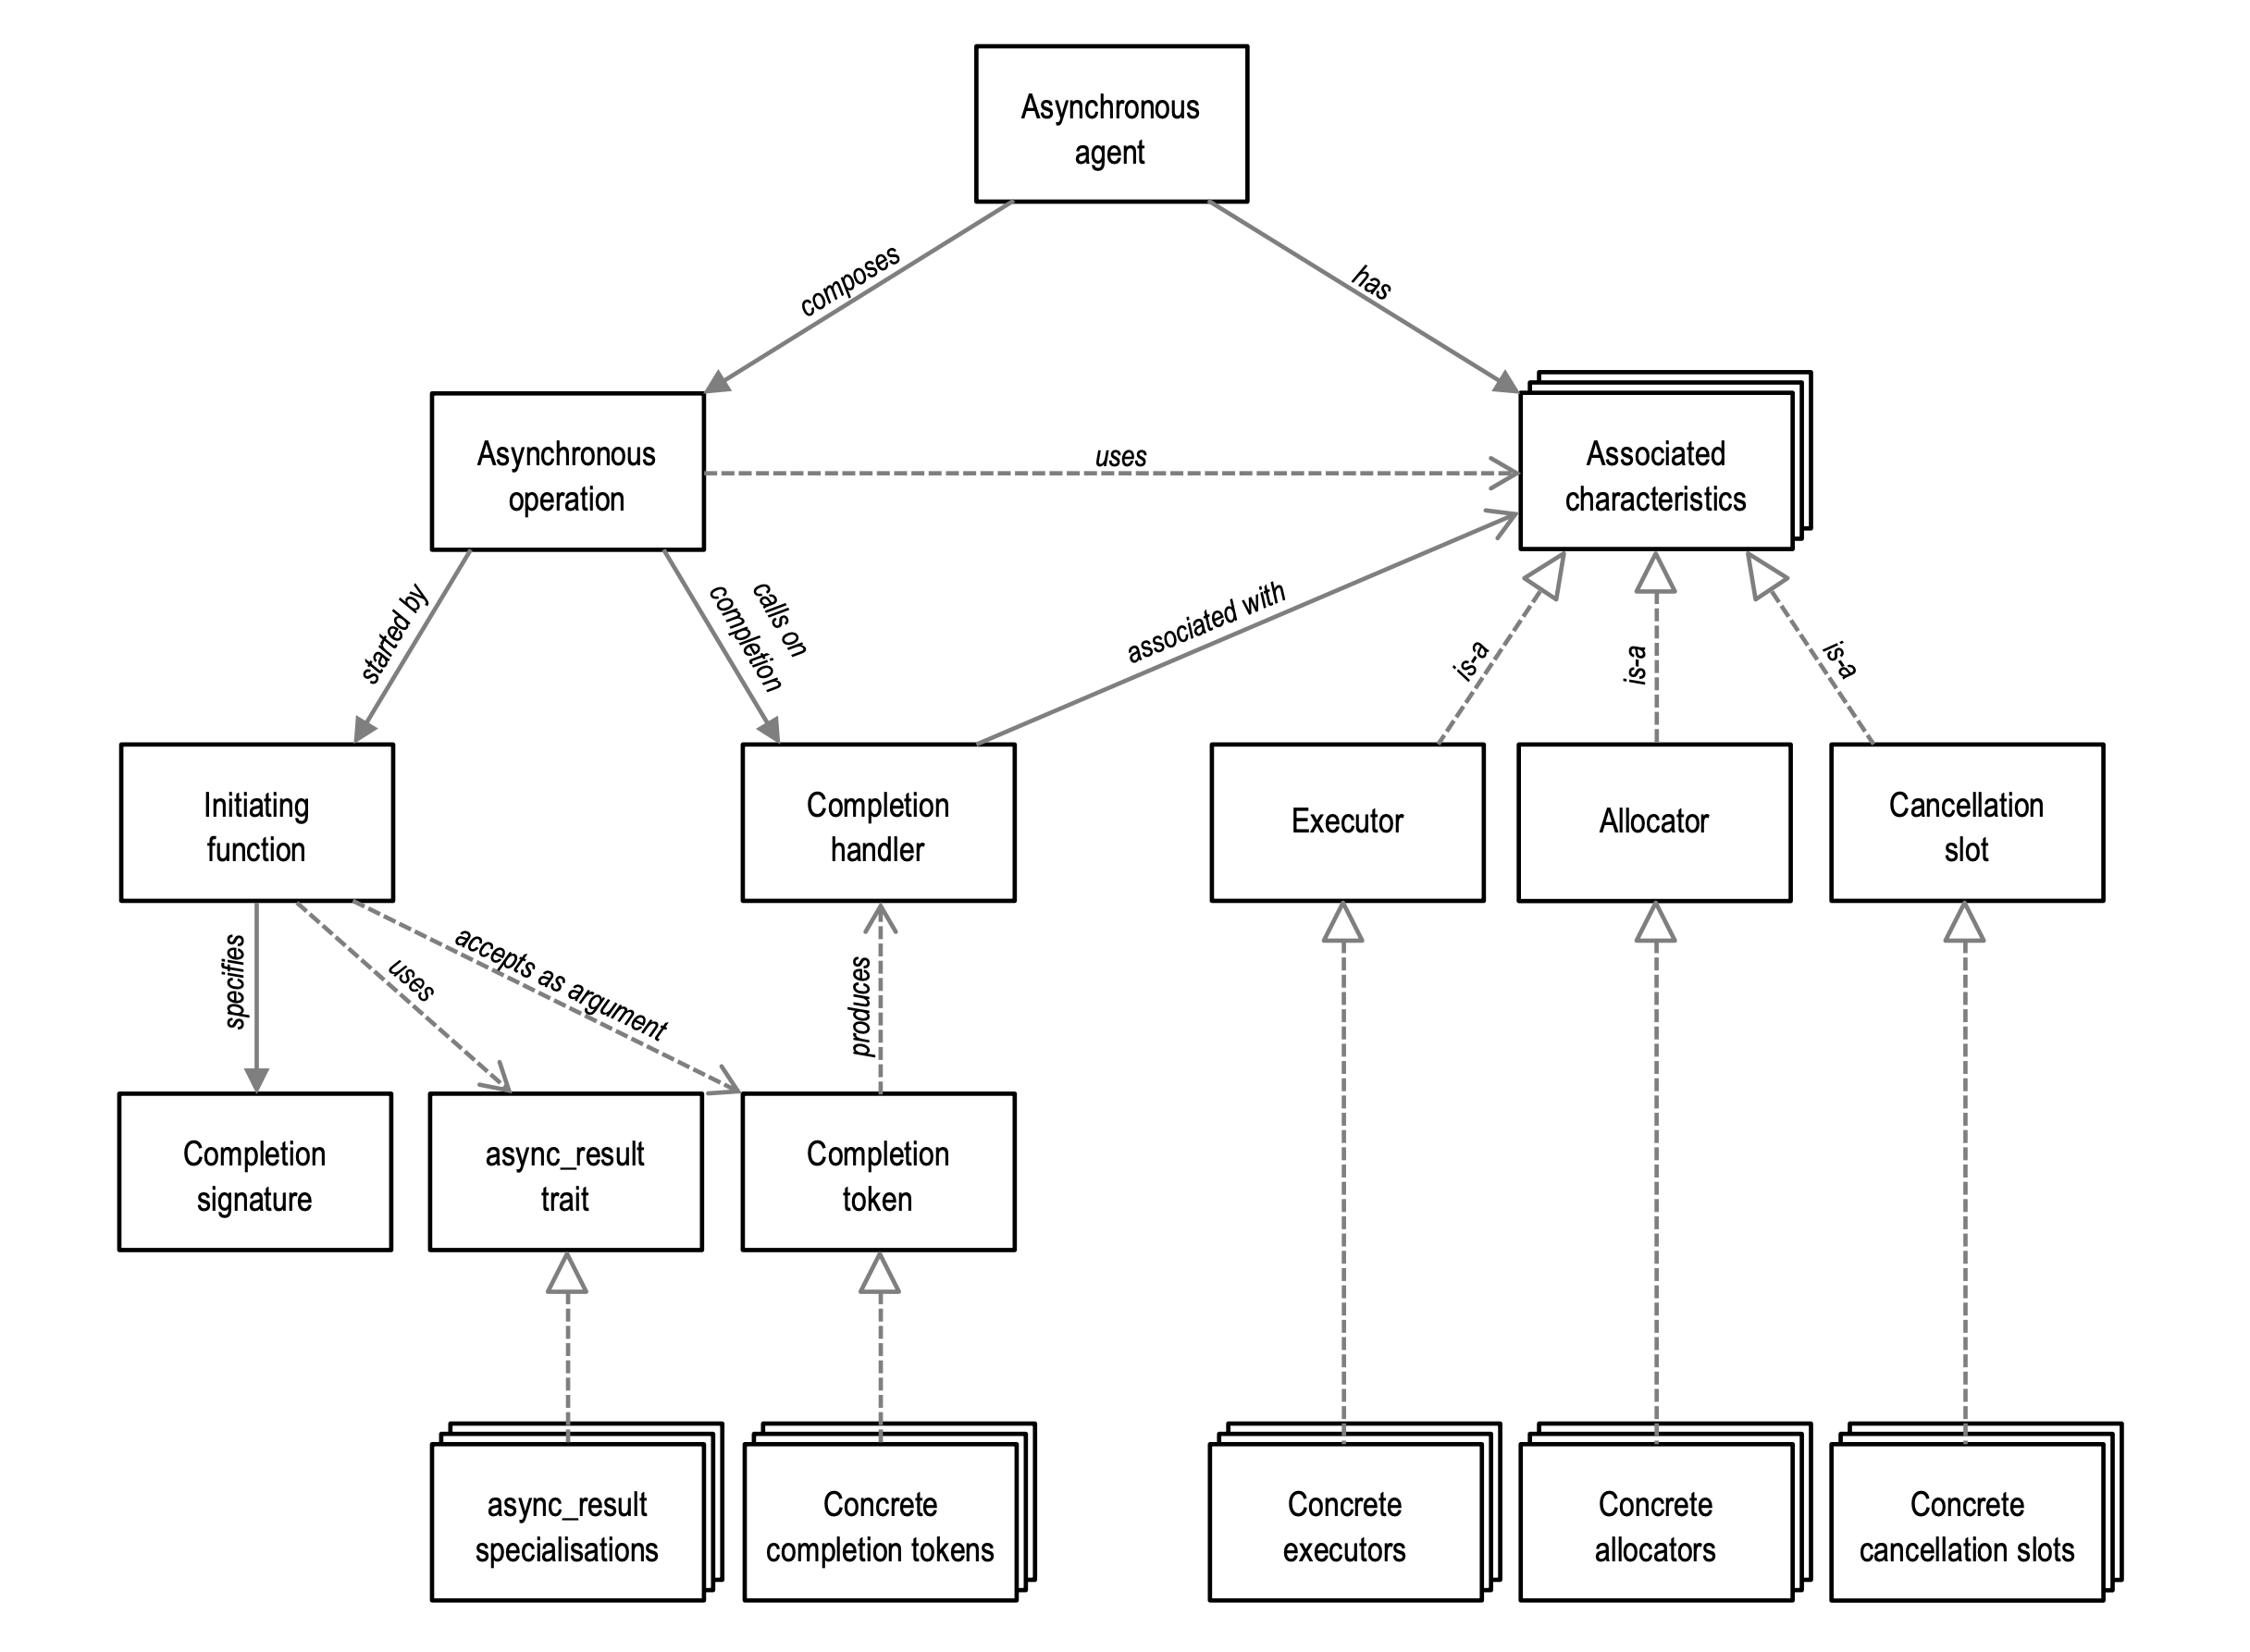 Asynchronous
agent
composes
has
Asynchronous
operation
uses
Associated
characteristics
started by
calls on
completion
associated with
is-a
is-a
is-a
Initiating
function
Completion
handler
Executor
Allocator
Cancellation
slot
specifies
uses
accepts as argument
produces
Completion
signature
async_result
trait
Completion
token
async_result
specialisations
Concrete
completion tokens
Concrete
executors
Concrete
allocators
Concrete
cancellation slots